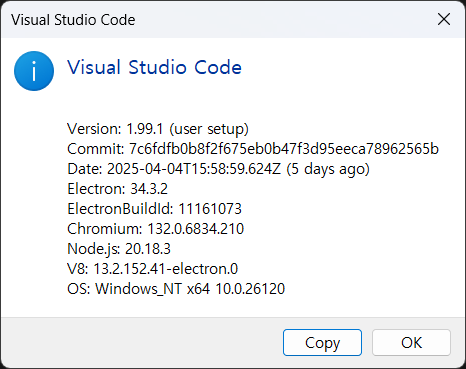 Visual Studio Code
Visual Studio Code
Version: 1.99.1 (user setup)
Commit: 7c6fdfb0b8f2f675eb0b47f3d95eeca78962565b
Date: 2025-04-04T15:58:59.624Z (5 days ago)
Electron: 34.3.2
ElectronBuildId: 11161073
Chromium: 132.0.6834.210
Node.js: 20.18.3
V8: 13.2.152.41-electron.0
OS: Windows_NT x64 10.0.26120
Copy OK